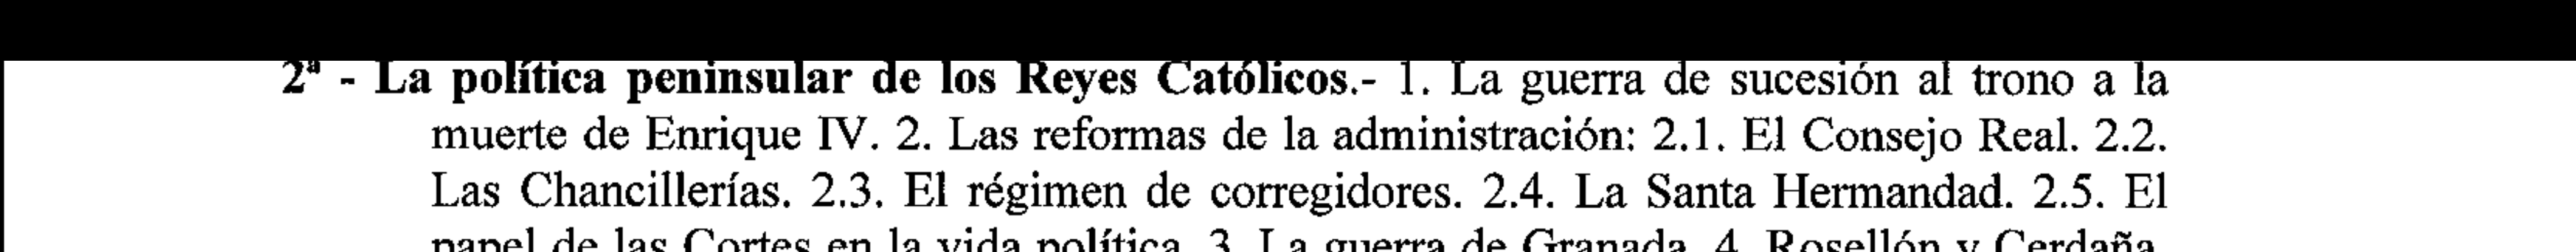 2ª - La política peninsular de los Reyes Católicos.- 1. La guerra de sucesión al trono a la
muerte de Enrique IV. 2. Las reformas de la administración: 2.1. El Consejo Real. 2.2.
Las Chancillerías. 2.3. El régimen de corregidores. 2.4. La Santa Hermandad. 2.5. El
papel de las Cortes en la vida política. 3. La guerra de Granada. 4. Rosellón y Cerdaña.